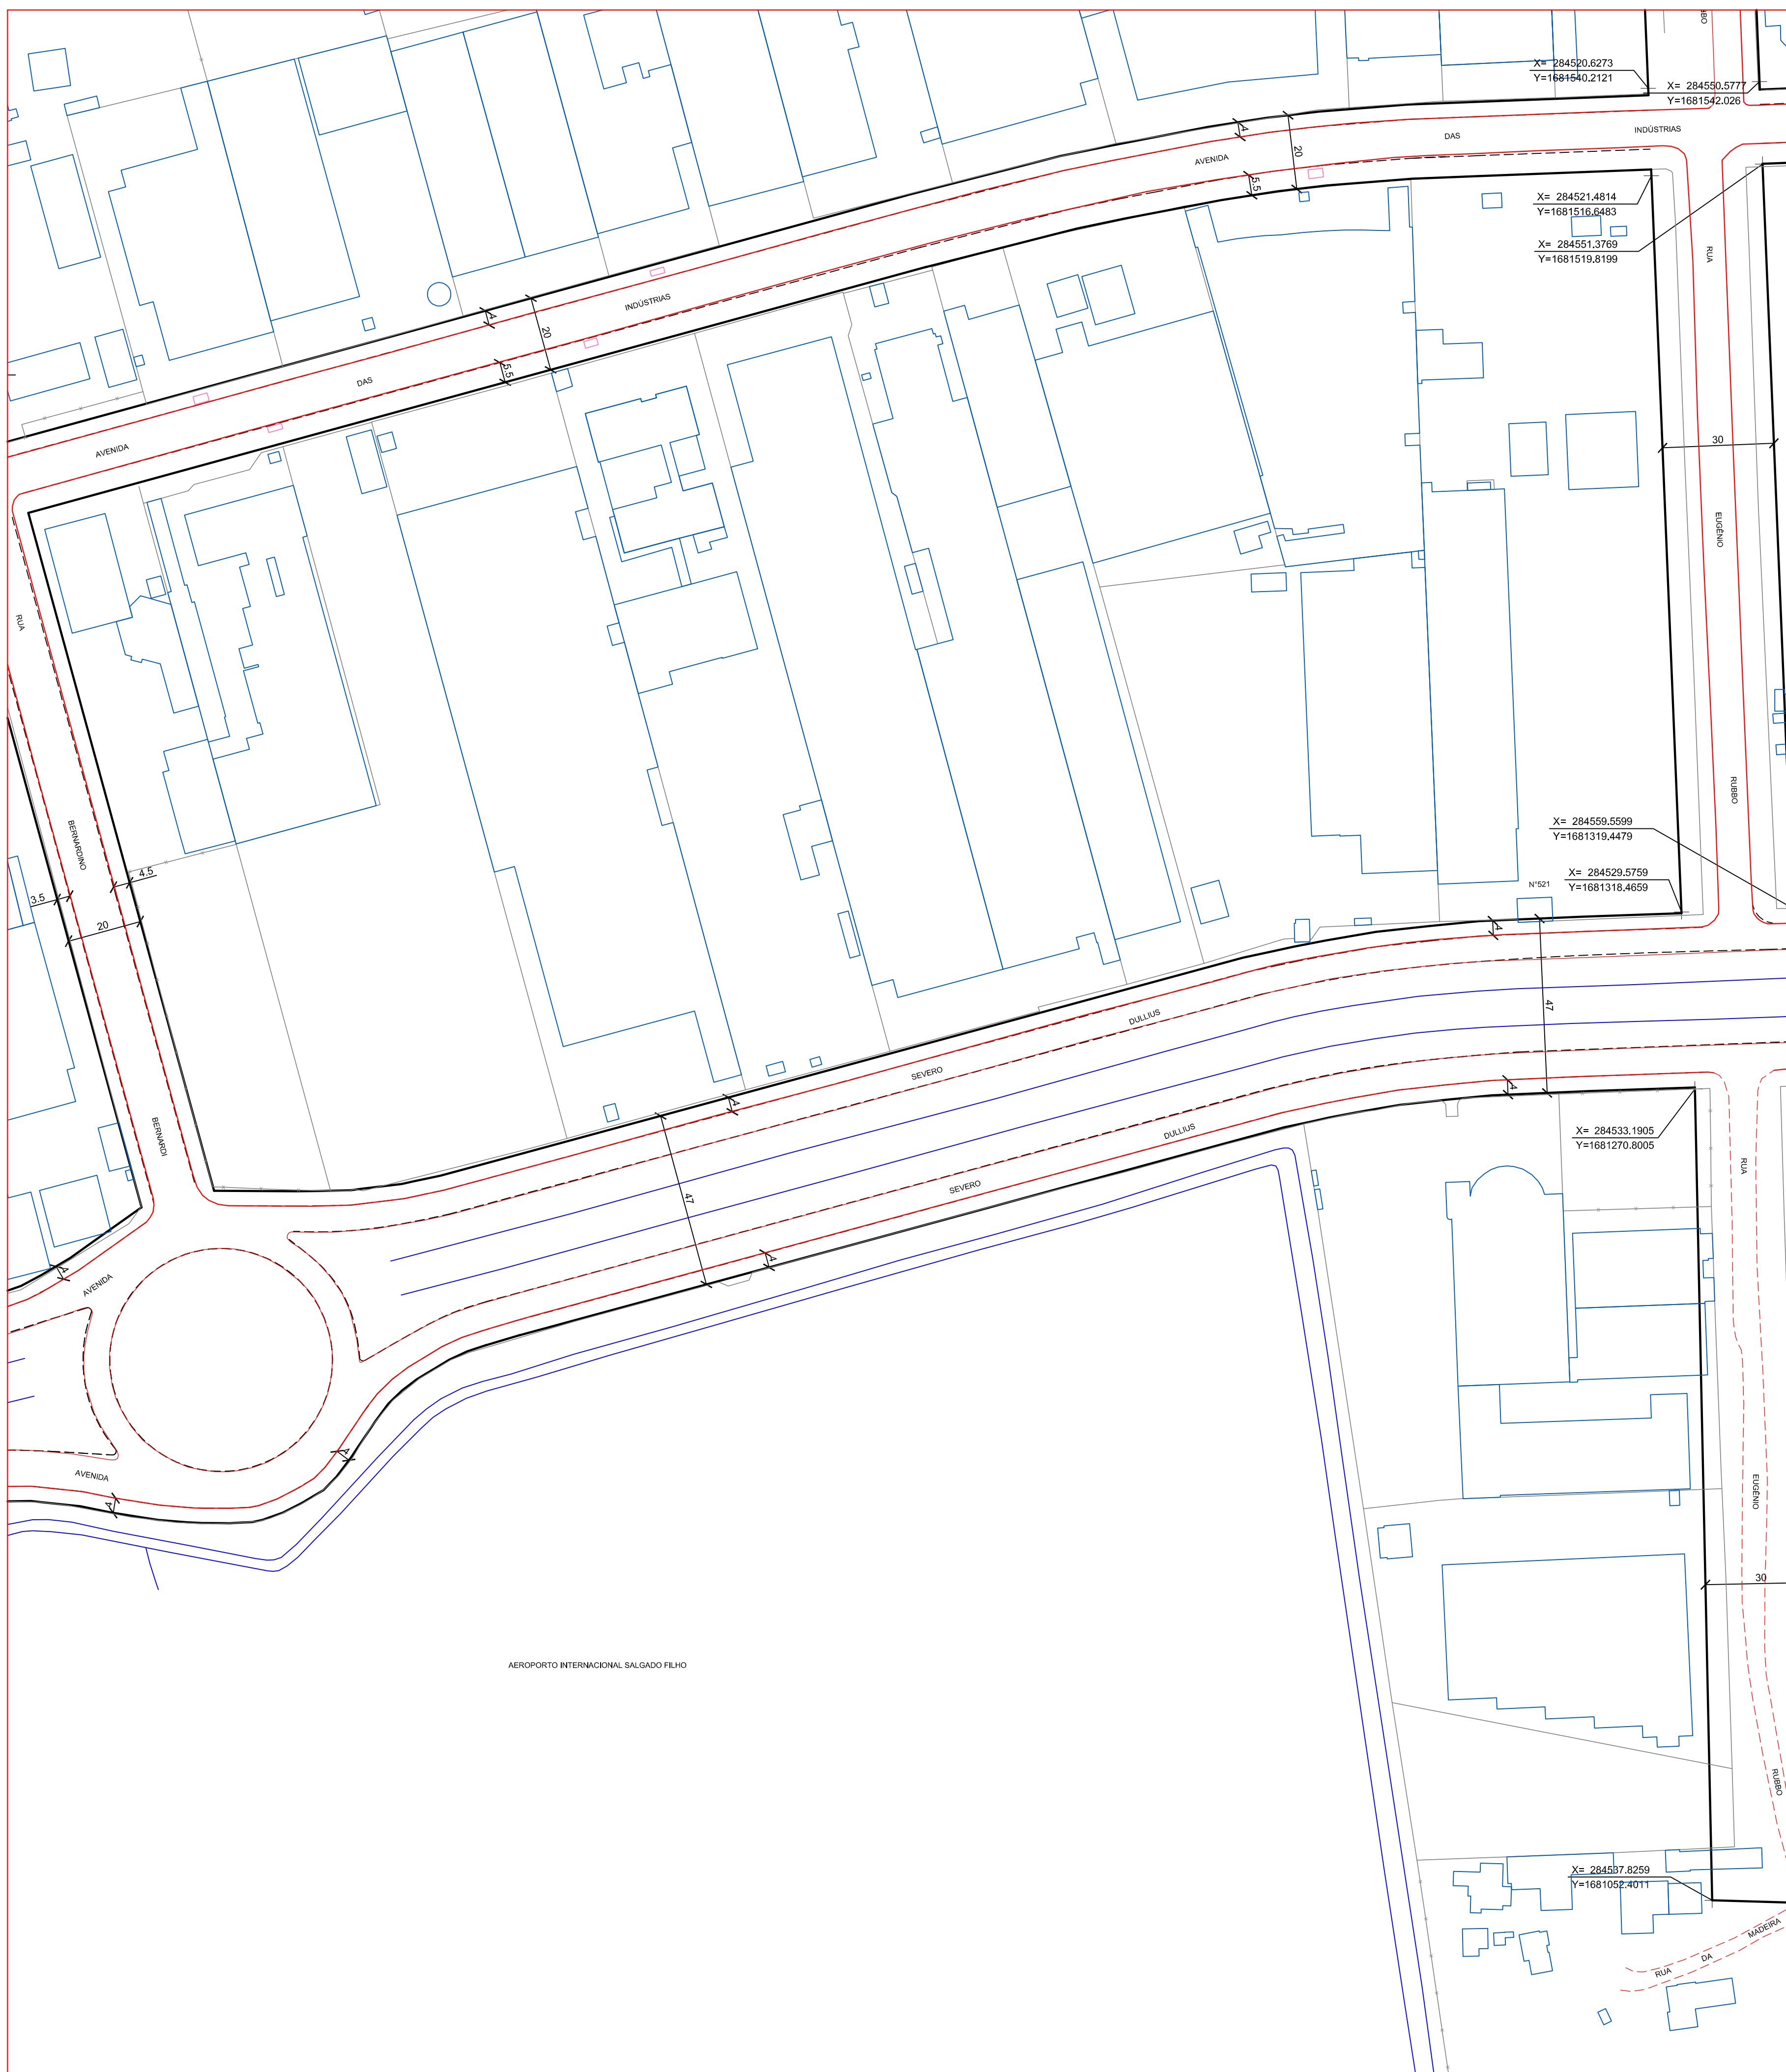 BBO
X= 284520.6273
Y=1681540.2121
X= 284550.5777
Y=1681542.026
4
20
5.5
AVENIDA
DAS
INDÚSTRIAS
X= 284521.4814
Y=1681516.6483
X= 284551.3769
Y=1681519.8199
RUA
4
20
5.5
INDÚSTRIAS
DAS
AVENIDA
30
EUGÊNIO
RUA
RUBBO
X= 284559.5599
Y=1681319.4479
X= 284529.5759
Y=1681318.4659
N°521
BERNARDINO
3.5
4.5
20
4
47
DULLIUS
SEVERO
4
4
BERNARDI
47
DULLIUS
SEVERO
X= 284533.1905
Y=1681270.8005
RUA
4
4
AVENIDA
4
AVENIDA
4
EUGÊNIO
30
AEROPORTO INTERNACIONAL SALGADO FILHO
RUBBO
X= 284537.8259
Y=1681052.4011
RUA
DA
MADEIRA